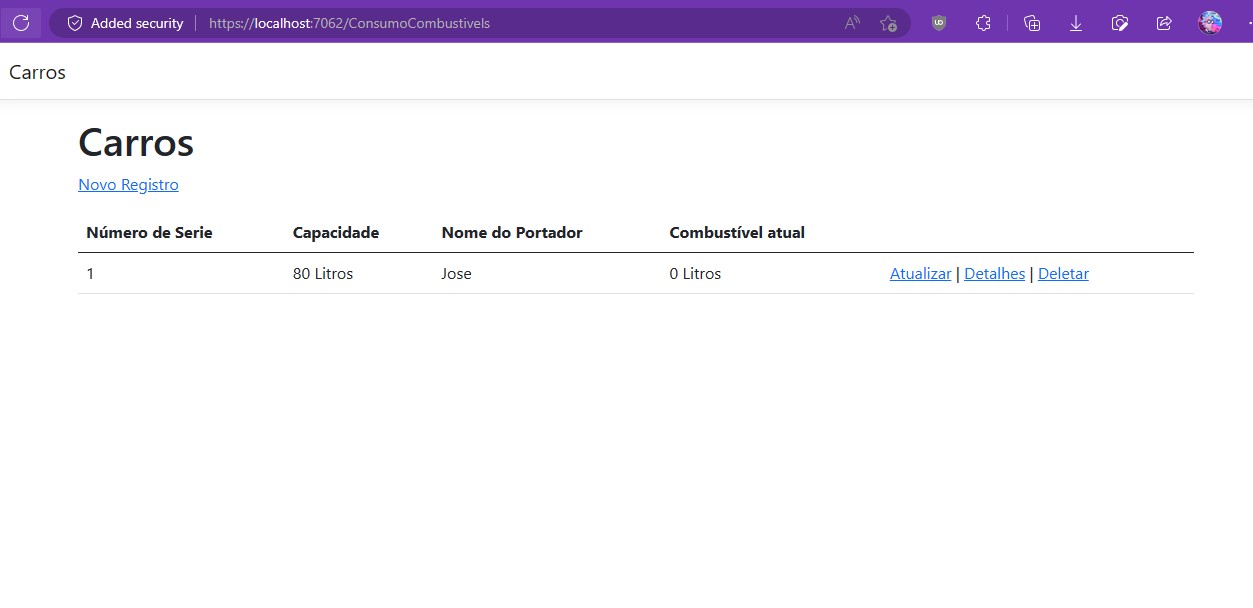 Added security https://localhost:7062/ConsumoCombustivels
Carros
Carros
Novo Registro
Número de Serie Capacidade Nome do Portador Combustível atual
1 80 Litros Jose 0 Litros Atualizar | Detalhes | Deletar